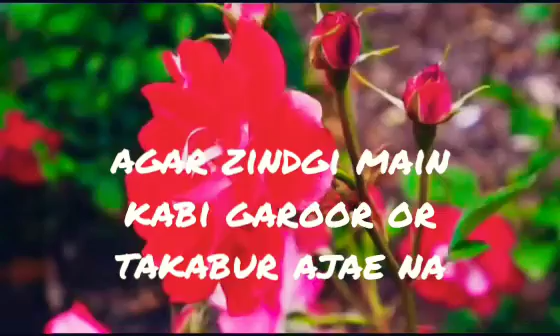 AGAR ZINDGI MAIN
KABI GAROOR OR
TAKABUR AJAE NA